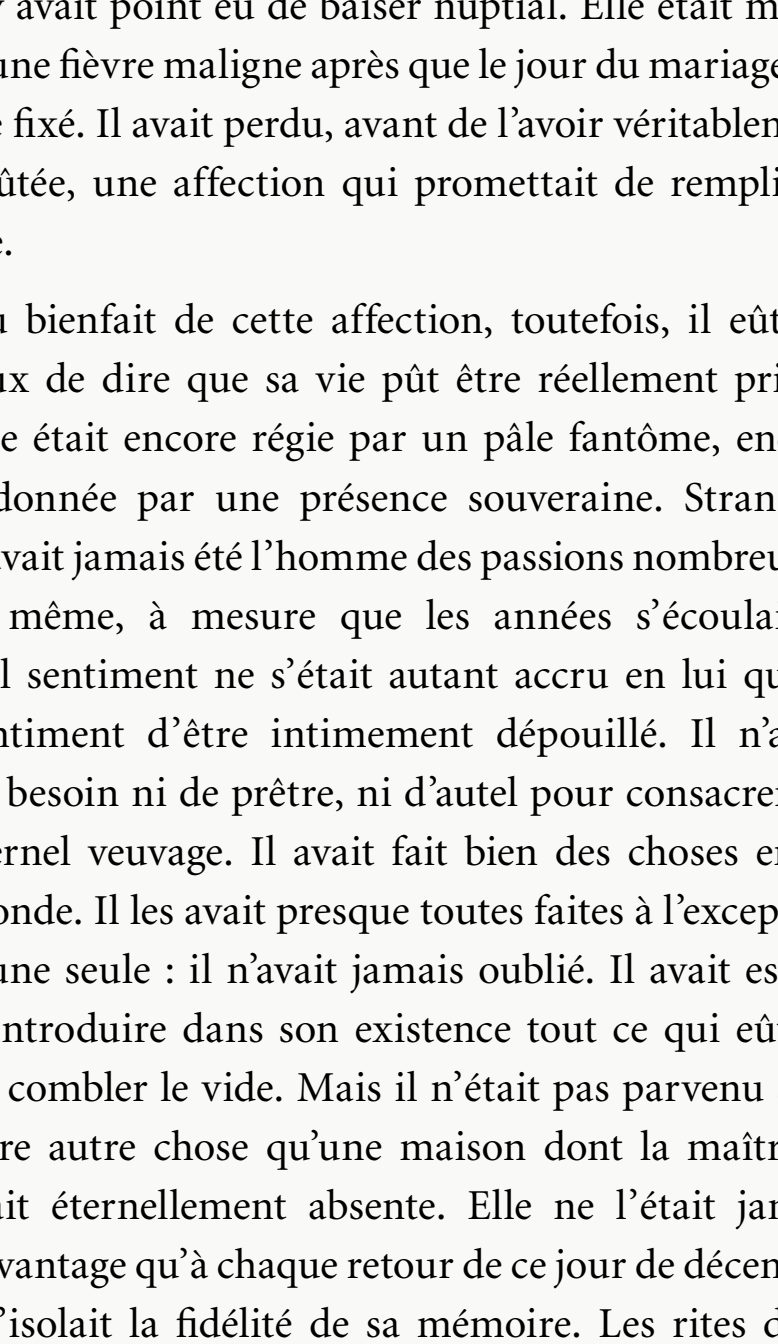 avait point eu de baiser nuptial. Elle était m
une fièvre maligne après que le jour du mariage
fixé. Il avait perdu, avant de l’avoir véritablem
ûtée, une affection qui promettait de rempli
e.
u bienfait de cette affection, toutefois, il eût
ux de dire que sa vie pût être réellement pri
e était encore régie par un pâle fantôme, enc
donnée par une présence souveraine. Stran
vait jamais été l’homme des passions nombreu
même, à mesure que les années s’écoulai
l sentiment ne s’était autant accru en lui qu
ntiment d’être intimement dépouillé. Il n’a
besoin ni de prêtre, ni d’autel pour consacrer
ernel veuvage. Il avait fait bien des choses en
onde. Il les avait presque toutes faites à l’excep
une seule : il n’avait jamais oublié. Il avait es
ntroduire dans son existence tout ce qui eût
combler le vide. Mais il n’était pas parvenu
re autre chose qu’une maison dont la maîtr
ait éternellement absente. Elle ne l’était jam
vantage qu’à chaque retour de ce jour de décem
’isolait la fidélité de sa mémoire. Les rites d